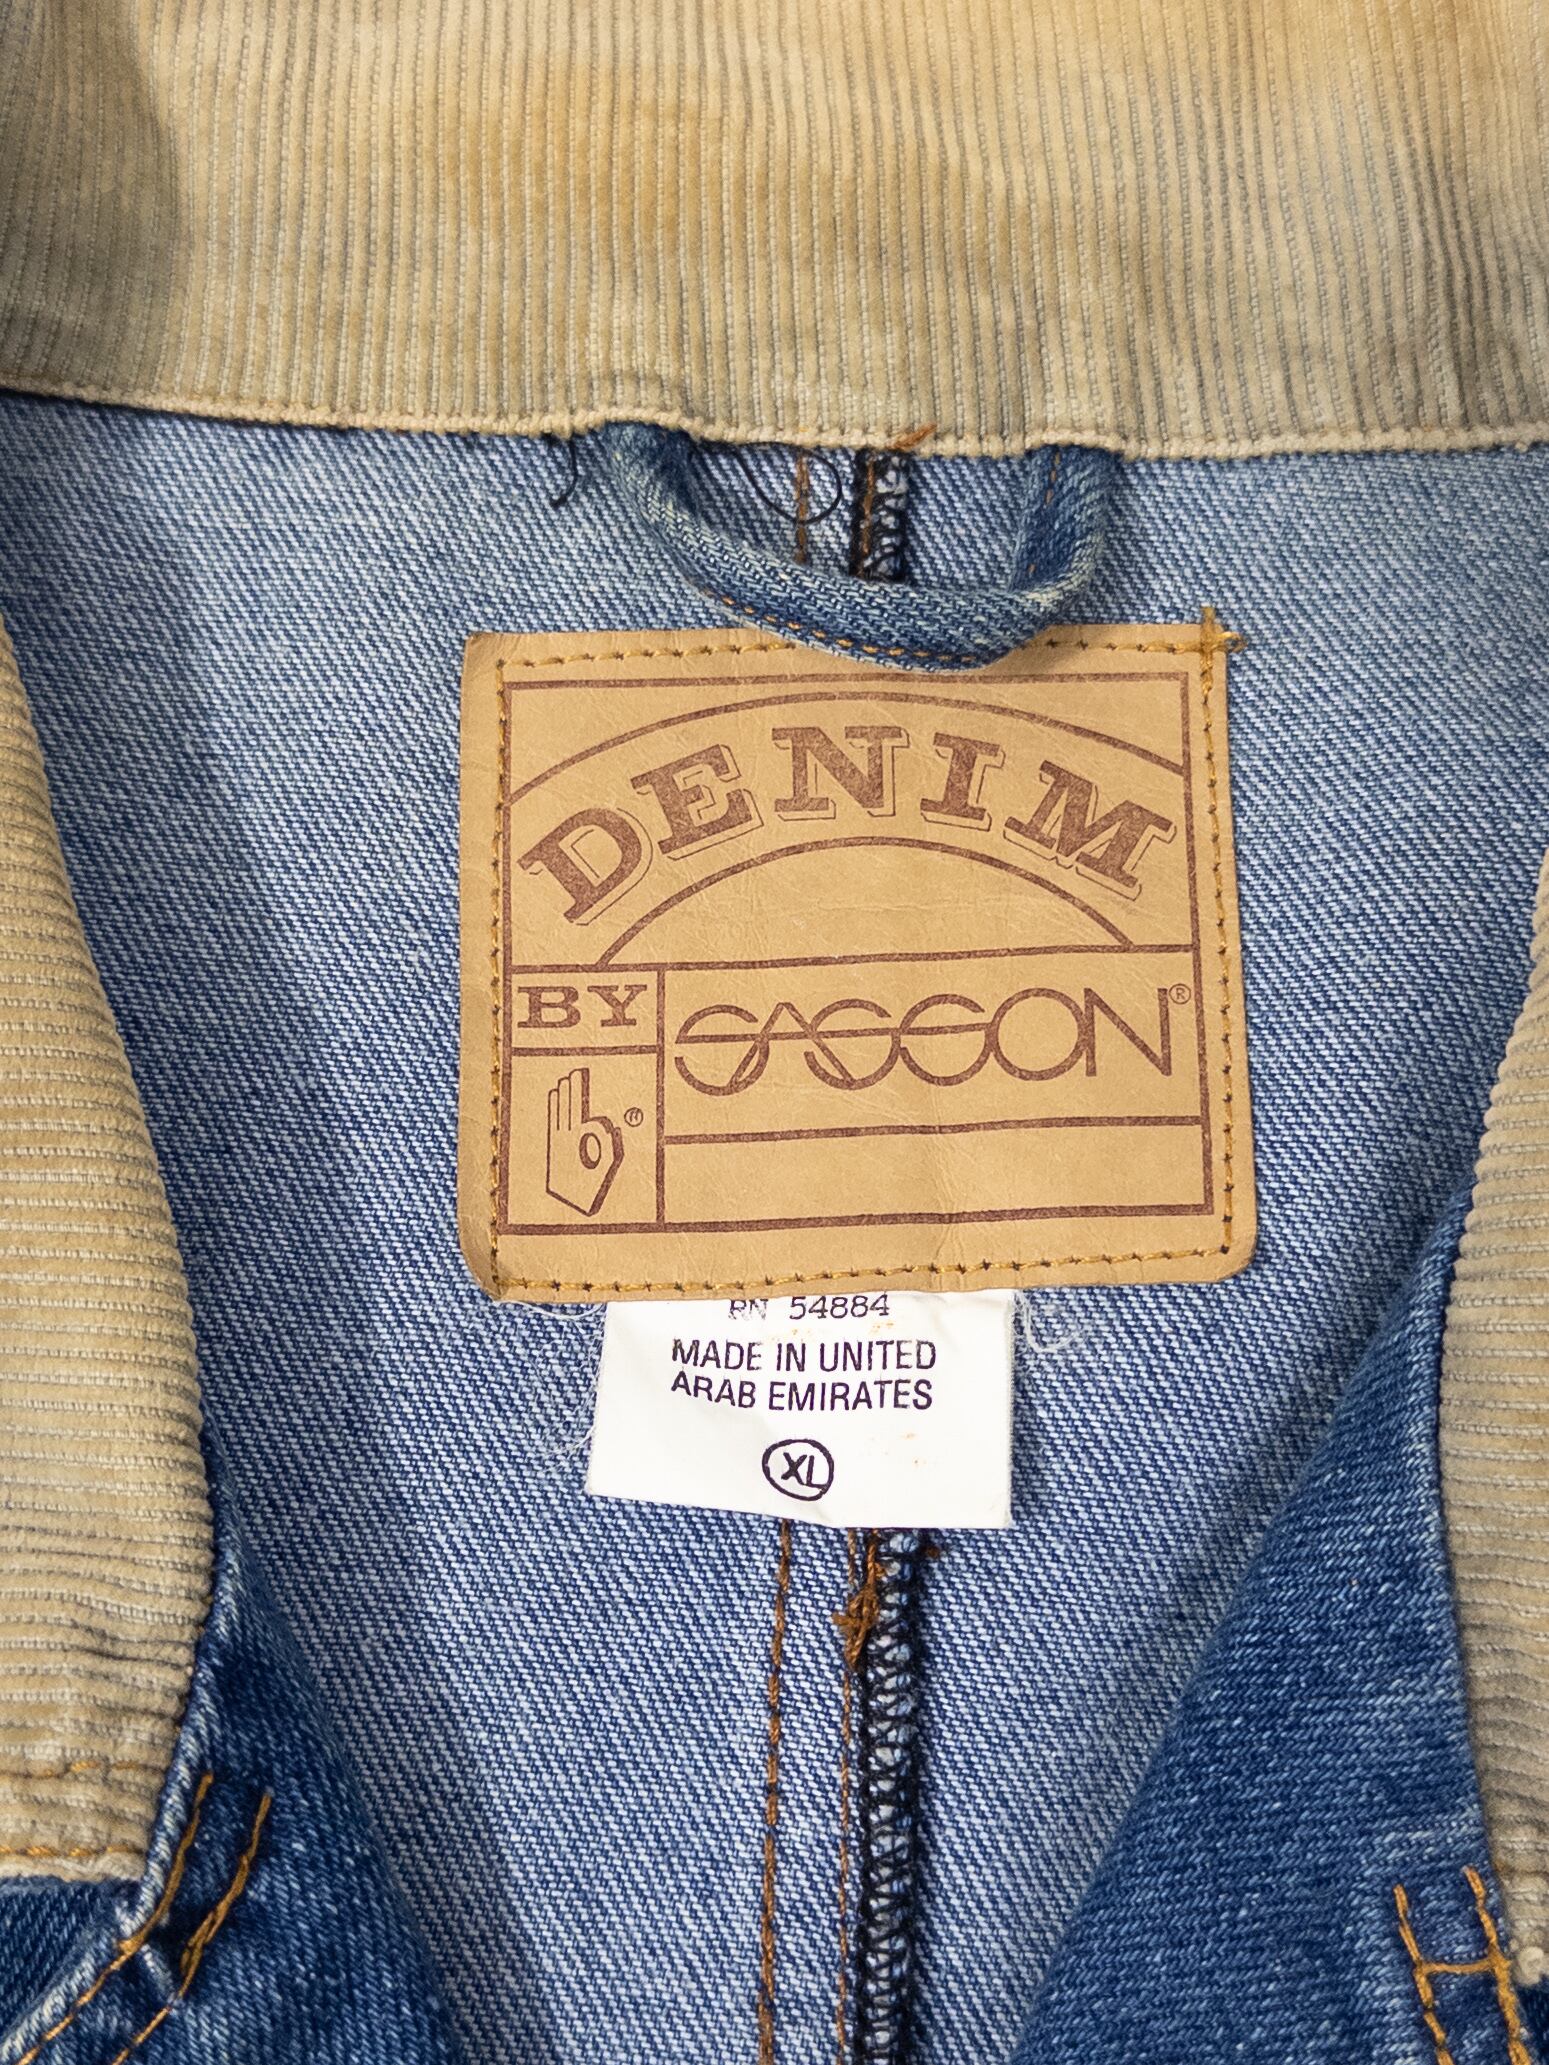 DENIM
BY
SASSON®
®
RN 54884
MADE IN UNITED
ARAB EMIRATES
XL